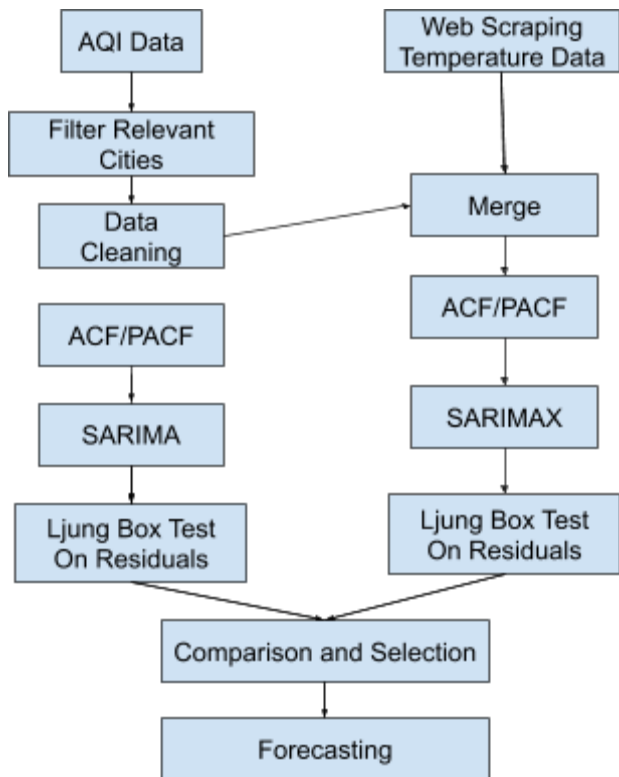 AQI Data
Web Scraping
Temperature Data
Filter Relevant
Cities
Data
Cleaning
Merge
ACF/PACF
ACF/PACF
SARIMA
SARIMAX
Ljung Box Test
On Residuals
Ljung Box Test
On Residuals
Comparison and Selection
Forecasting